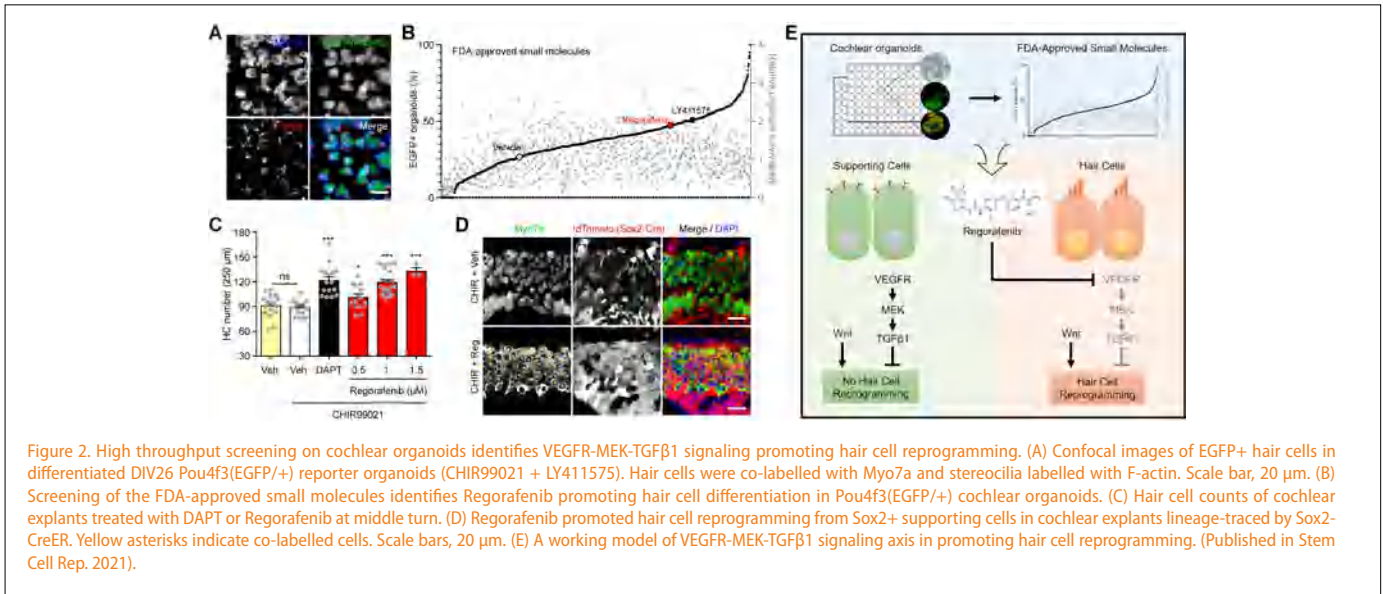 A
Merge
B
FDA-approved small molecules
100
50
0
EGFP+ organoids (%)
Vehicle
Regorafenib
LY411575
C
HC number (250 μm)
180
150
120
90
60
30
ns
***
*
***
***
Veh
Veh
DAPT
0.5
1
1.5
Regorafenib (μM)
CHIR99021
D
Myo7a
tdTomato (Sox2-Cre)
Merge / DAPI
CHIR + Veh
CHIR + Reg
E
Cochlear organoids
FDA-Approved Small Molecules
Supporting Cells
Hair Cells
Regorafenib
VEGFR
MEK
TGFβ1
Wnt
No Hair Cell
Reprogramming
VEGFR
MEK
TGFβ1
Wnt
Hair Cell
Reprogramming
Figure 2. High throughput screening on cochlear organoids identifies VEGFR-MEK-TGFβ1 signaling promoting hair cell reprogramming. (A) Confocal images of EGFP+ hair cells in
differentiated DIV26 Pou4f3(EGFP/+) reporter organoids (CHIR99021 + LY411575). Hair cells were co-labelled with Myo7a and stereocilia labelled with F-actin. Scale bar, 20 μm. (B)
Screening of the FDA-approved small molecules identifies Regorafenib promoting hair cell differentiation in Pou4f3(EGFP/+) cochlear organoids. (C) Hair cell counts of cochlear
explants treated with DAPT or Regorafenib at middle turn. (D) Regorafenib promoted hair cell reprogramming from Sox2+ supporting cells in cochlear explants lineage-traced by Sox2-
CreER. Yellow asterisks indicate co-labelled cells. Scale bars, 20 μm. (E) A working model of VEGFR-MEK-TGFβ1 signaling axis in promoting hair cell reprogramming. (Published in Stem
Cell Rep. 2021).